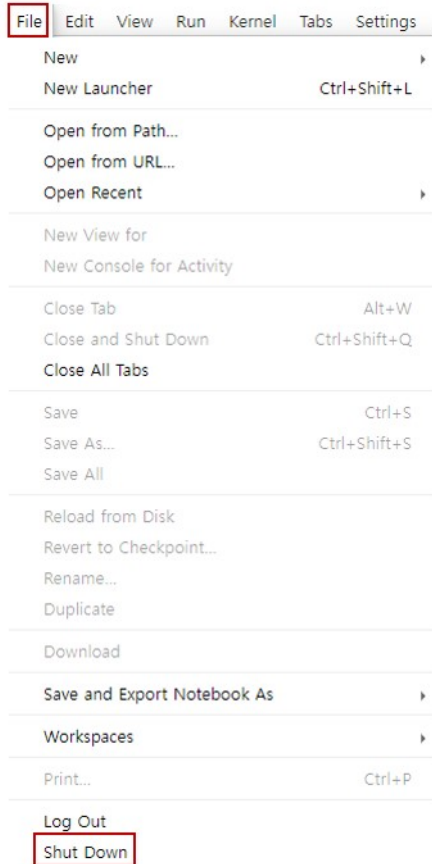 File Edit View Run Kernel Tabs Settings
New
New Launcher Ctrl+Shift+L
Open from Path...
Open from URL...
Open Recent
New View for
New Console for Activity
Close Tab Alt+W
Close and Shut Down Ctrl+Shift+Q
Close All Tabs
Save Ctrl+S
Save As... Ctrl+Shift+S
Save All
Reload from Disk
Revert to Checkpoint...
Rename...
Duplicate
Download
Save and Export Notebook As
Workspaces
Print... Ctrl+P
Log Out
Shut Down